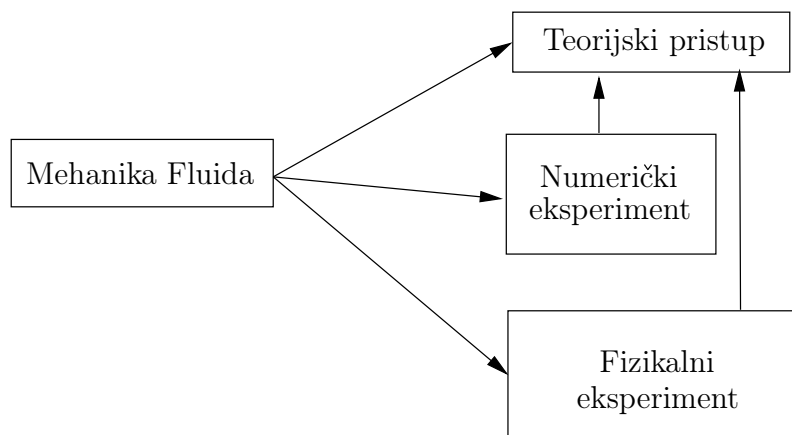 Teorijski pristup
Mehanika Fluida
Numerički
eksperiment
Fizikalni
eksperiment